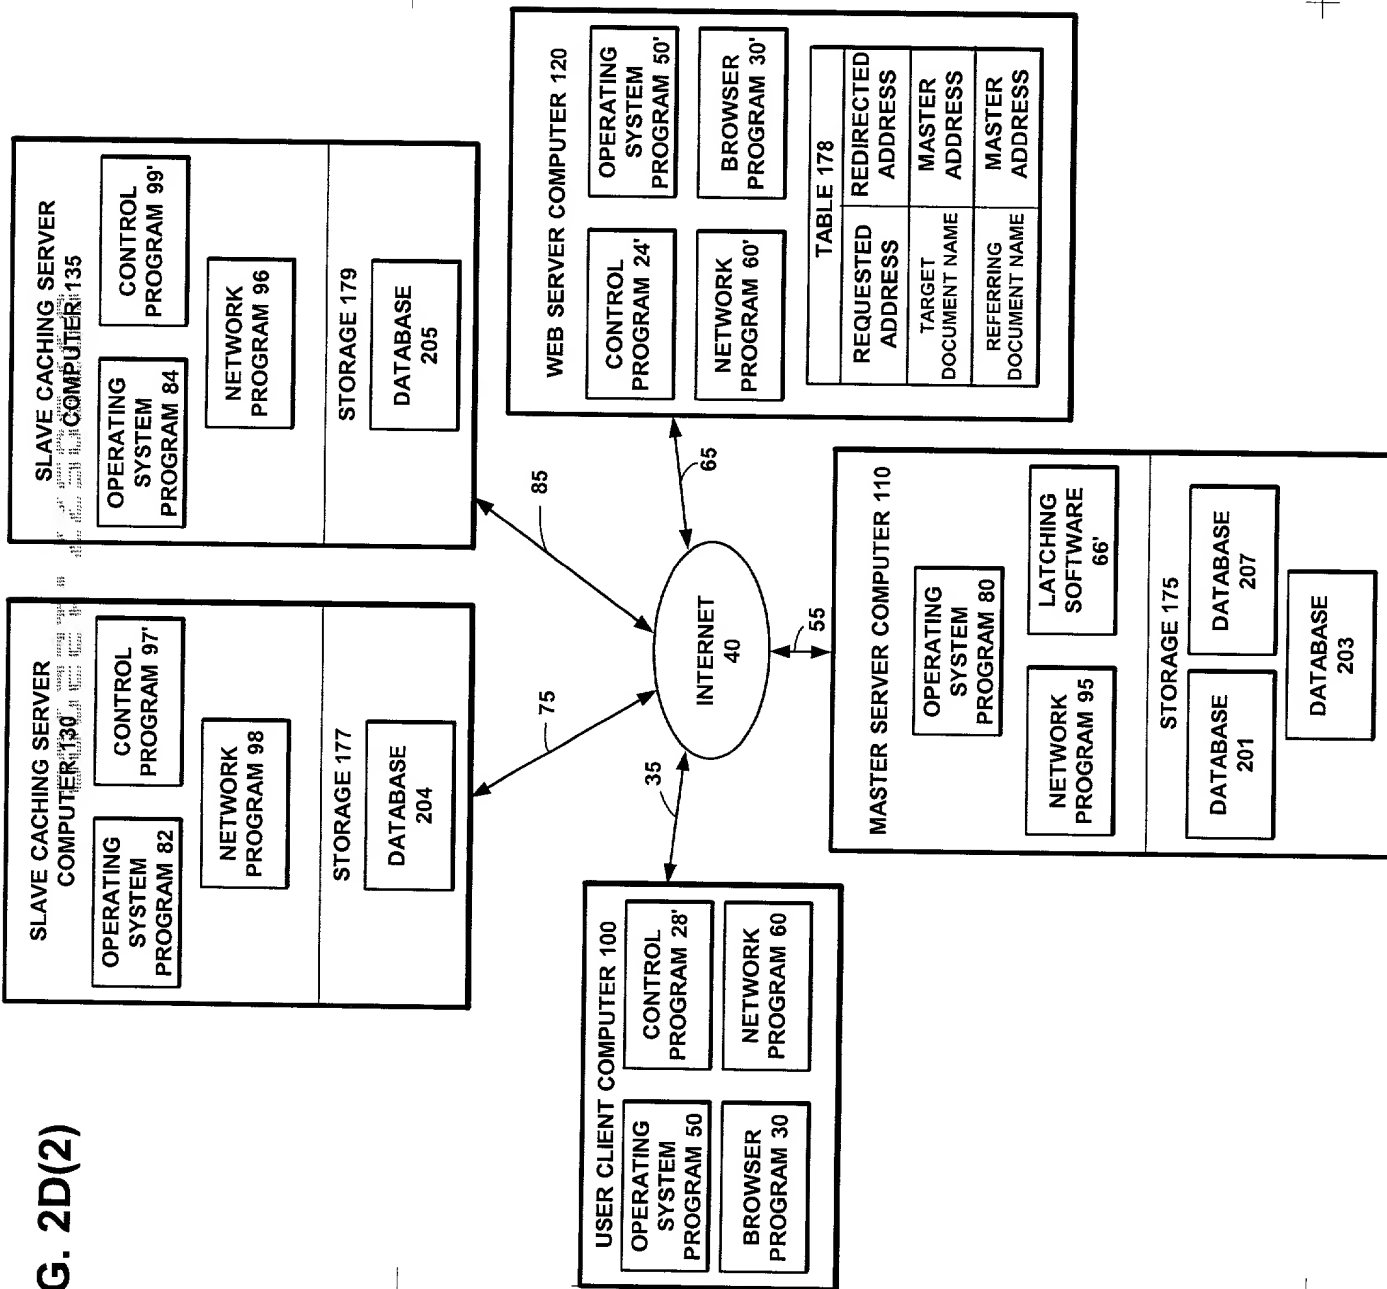 G. 2D(2)
SLAVE CACHING SERVER
COMPUTER 130
OPERATING
SYSTEM
PROGRAM 82
CONTROL
PROGRAM 97'
NETWORK
PROGRAM 98
STORAGE 177
DATABASE
204
SLAVE CACHING SERVER
COMPUTER 135
OPERATING
SYSTEM
PROGRAM 84
CONTROL
PROGRAM 99'
NETWORK
PROGRAM 96
STORAGE 179
DATABASE
205
75
85
USER CLIENT COMPUTER 100
OPERATING
SYSTEM
PROGRAM 50
CONTROL
PROGRAM 28'
BROWSER
PROGRAM 30
NETWORK
PROGRAM 60
35
INTERNET
40
65
55
WEB SERVER COMPUTER 120
CONTROL
PROGRAM 24'
OPERATING
SYSTEM
PROGRAM 50'
NETWORK
PROGRAM 60'
BROWSER
PROGRAM 30'
TABLE 178
REQUESTED
ADDRESS
REDIRECTED
ADDRESS
TARGET
DOCUMENT NAME
MASTER
ADDRESS
REFERRING
DOCUMENT NAME
MASTER
ADDRESS
MASTER SERVER COMPUTER 110
OPERATING
SYSTEM
PROGRAM 80
NETWORK
PROGRAM 95
LATCHING
SOFTWARE
66'
STORAGE 175
DATABASE
201
DATABASE
207
DATABASE
203